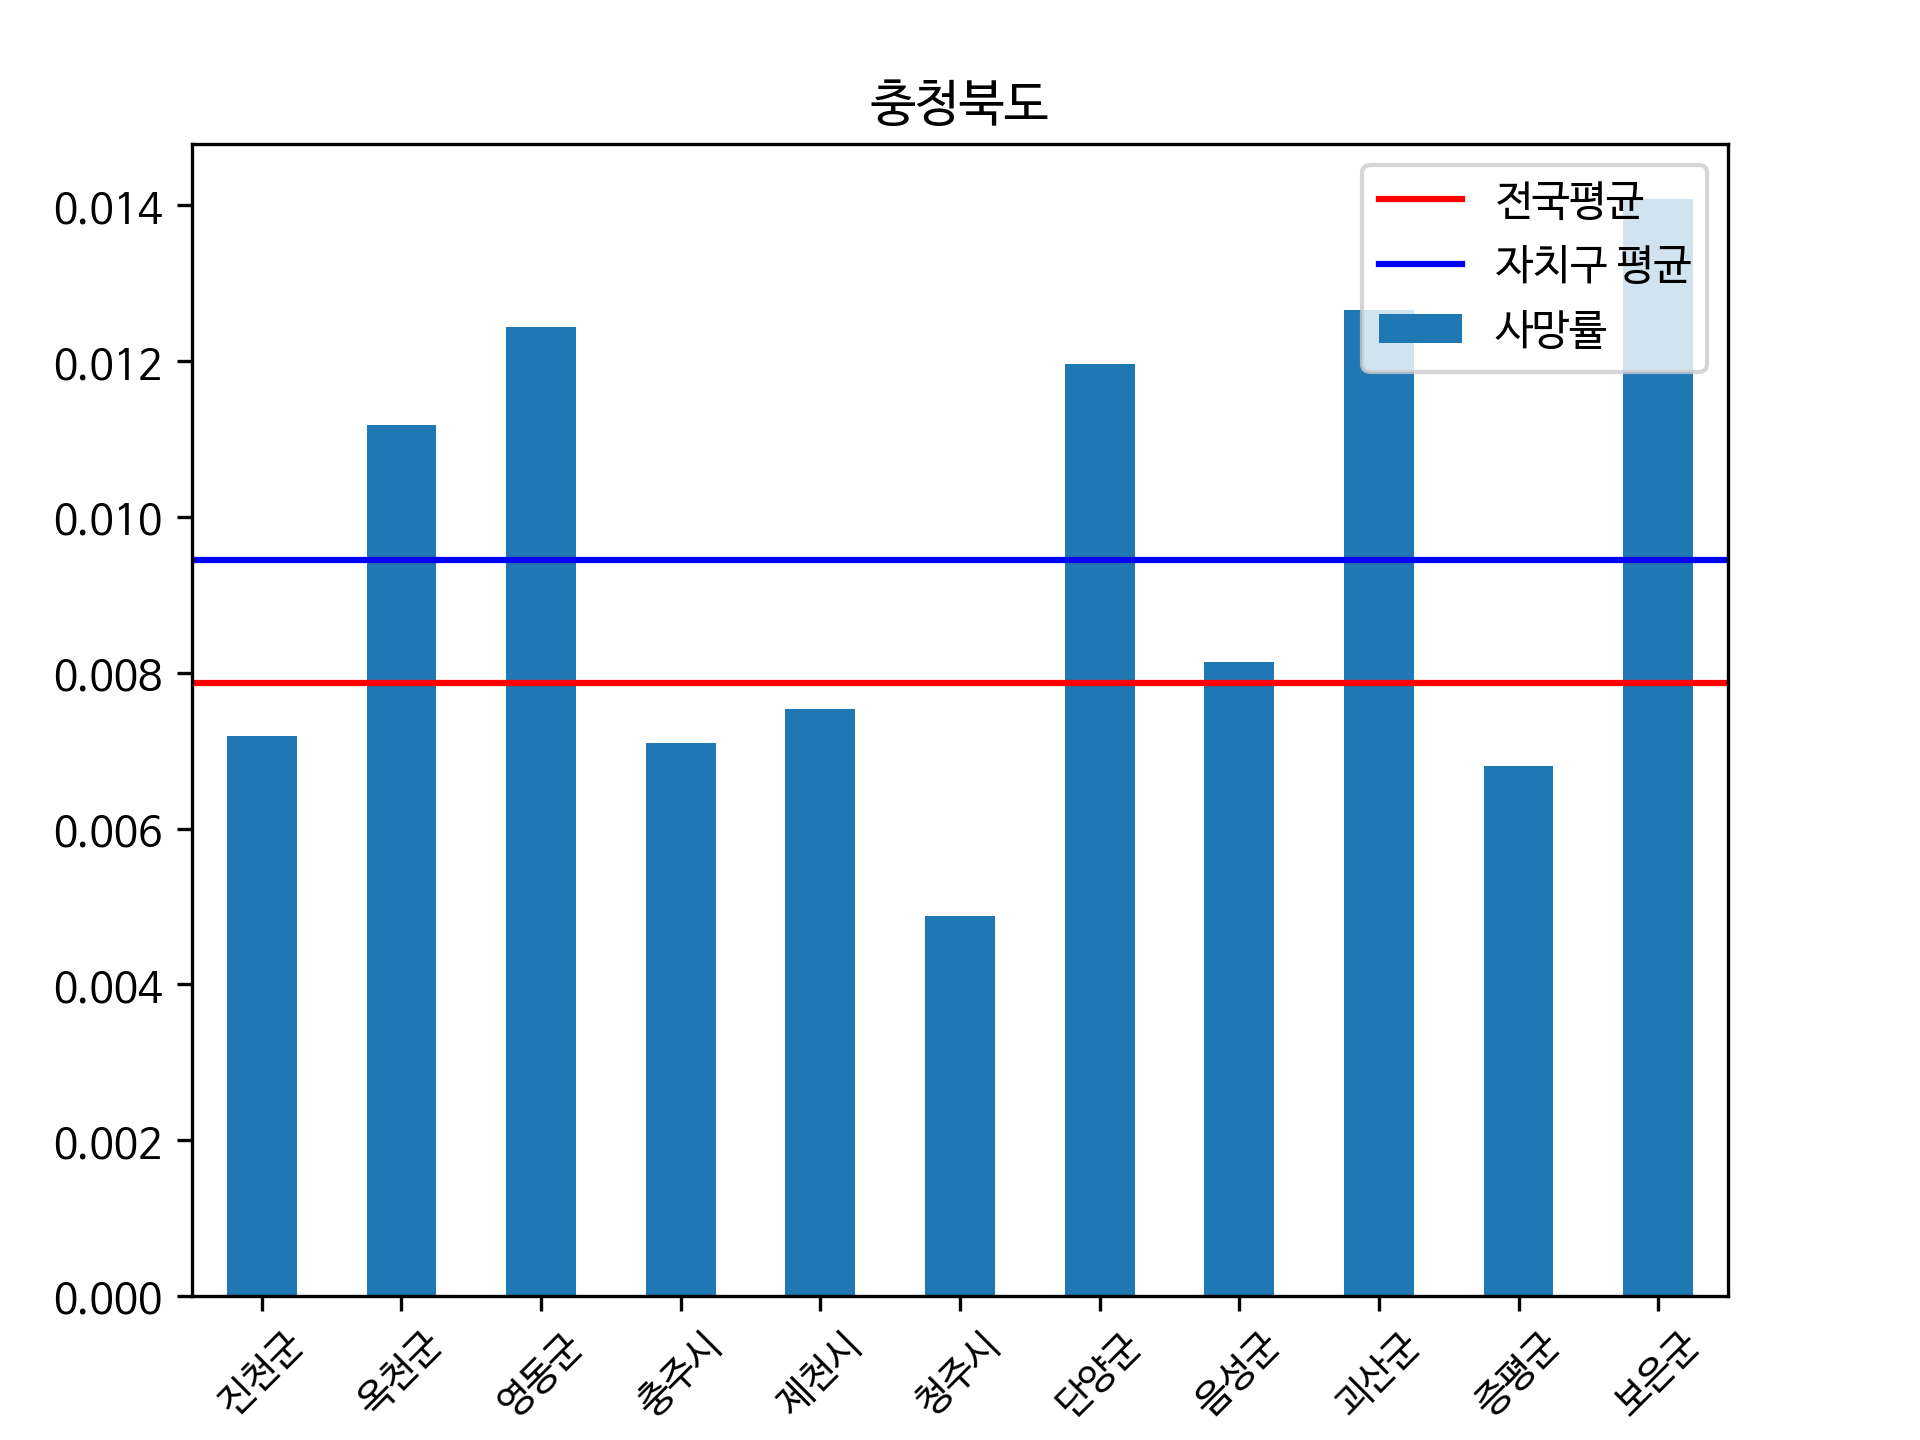 충청북도
전국평균
자치구 평균
사망률
0.014
0.012
0.010
0.008
0.006
0.004
0.002
0.000
진천군
옥천군
영동군
충주시
제천시
청주시
단양군
음성군
괴산군
증평군
보은군